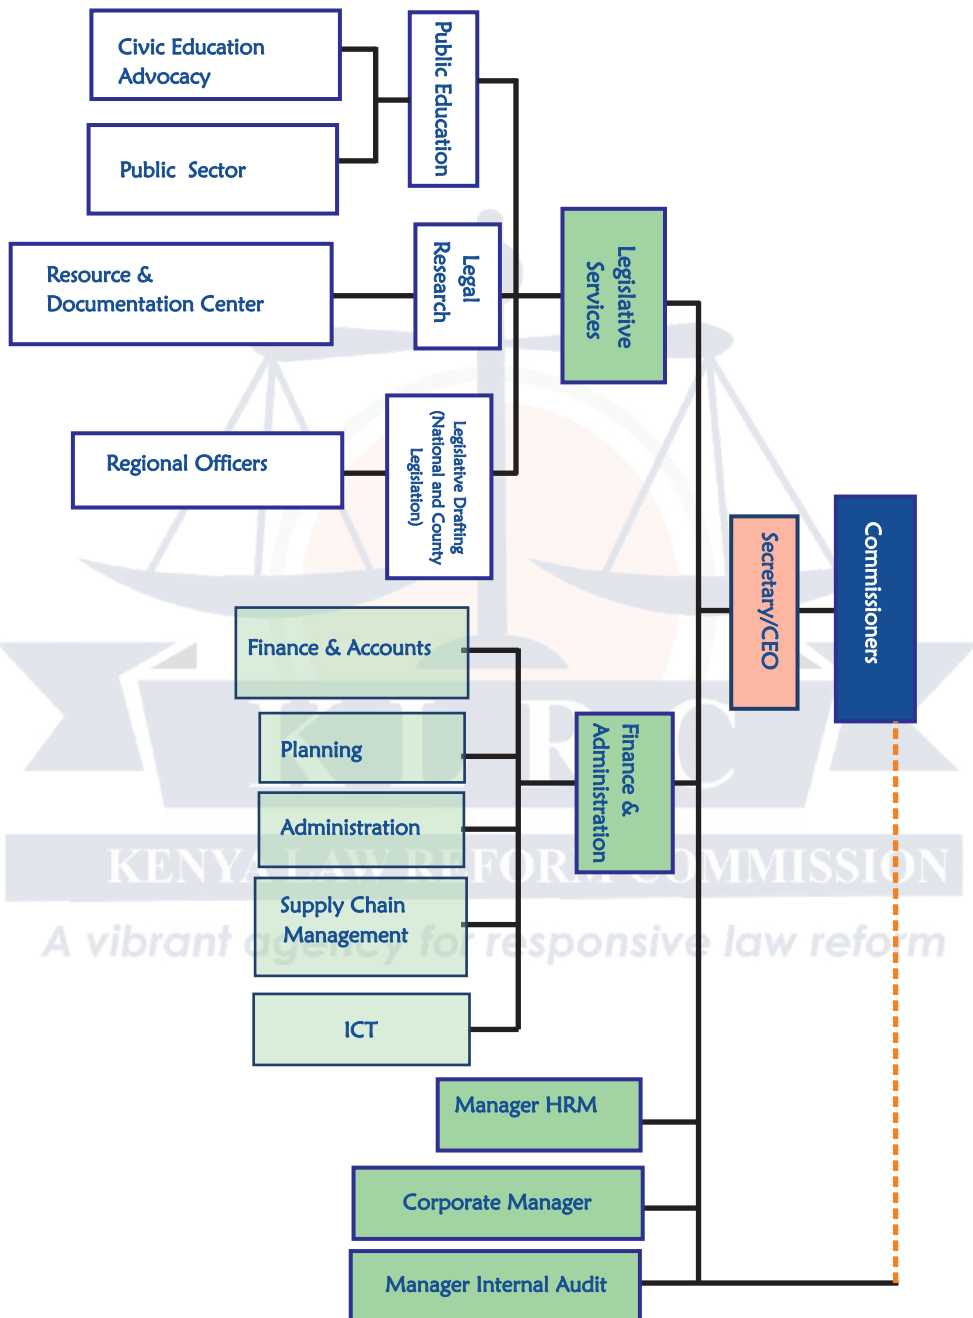 Civic Education
Advocacy
Public Sector
Public Education
Resource &
Documentation Center
Legal
Research
Legislative
Services
Regional Officers
Legislative Drafting
(National and County
Legislation)
Commissioners
Secretary/CEO
Finance & Accounts
Planning
Administration
Supply Chain
Management
ICT
Finance &
Administration
Manager HRM
Corporate Manager
Manager Internal Audit
KLRC
KENYA LAW REFORM COMMISSION
A vibrant agency for responsive law reform